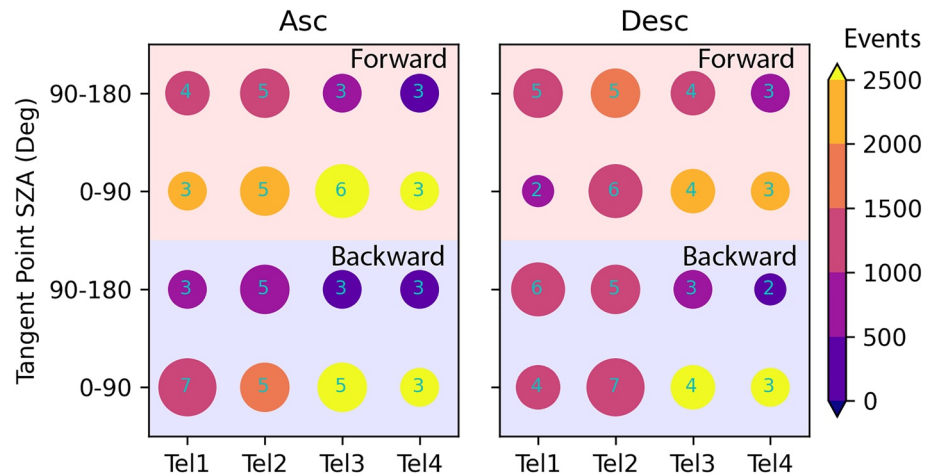 Asc
Desc
Events
Forward
Forward
90-180
4
5
3
3
5
5
4
3
2500
2000
0-90
3
5
6
3
2
6
4
3
1500
Tangent Point SZA (Deg)
Backward
Backward
1000
90-180
3
5
3
3
6
5
3
2
500
0-90
7
5
5
3
4
7
4
3
0
Tel1
Tel2
Tel3
Tel4
Tel1
Tel2
Tel3
Tel4